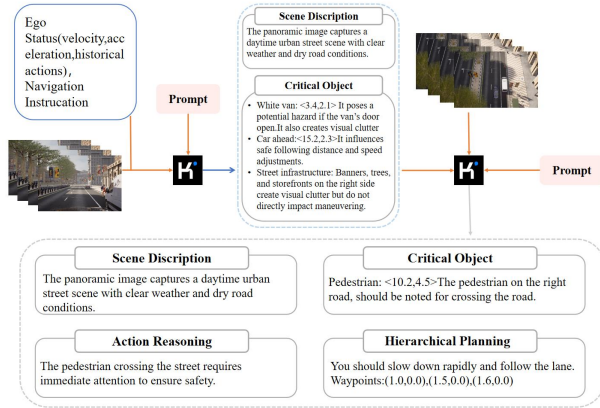 Ego
Status(velocity,acce
leration,historical
actions),
Navigation
Instrucation
Prompt
Scene Discription
The panoramic image captures a
daytime urban street scene with clear
weather and dry road conditions.
Critical Object
• White van: <3.4,2.1> It poses a
potential hazard if the van's door
open.It also creates visual clutter
• Car ahead:<15.2,2.3>It influences
safe following distance and speed
adjustments.
• Street infrastructure: Banners, trees,
and storefronts on the right side
create visual clutter but do not
directly impact maneuvering.
K
K
Prompt
Scene Discription
The panoramic image captures a daytime urban
street scene with clear weather and dry road
conditions.
Critical Object
Pedestrian: <10.2,4.5>The pedestrian on the right
road, should be noted for crossing the road.
Action Reasoning
The pedestrian crossing the street requires
immediate attention to ensure safety.
Hierarchical Planning
You should slow down rapidly and follow the lane.
Waypoints:(1.0,0.0),(1.5,0.0),(1.6,0.0)